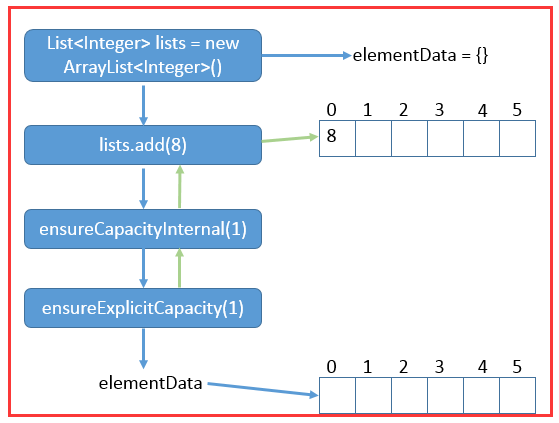 List<Integer> lists = new
ArrayList<Integer>()
elementData = {}
lists.add(8)
0 1 2 3 4 5
8
ensureCapacityInternal(1)
ensureExplicitCapacity(1)
elementData
0 1 2 3 4 5